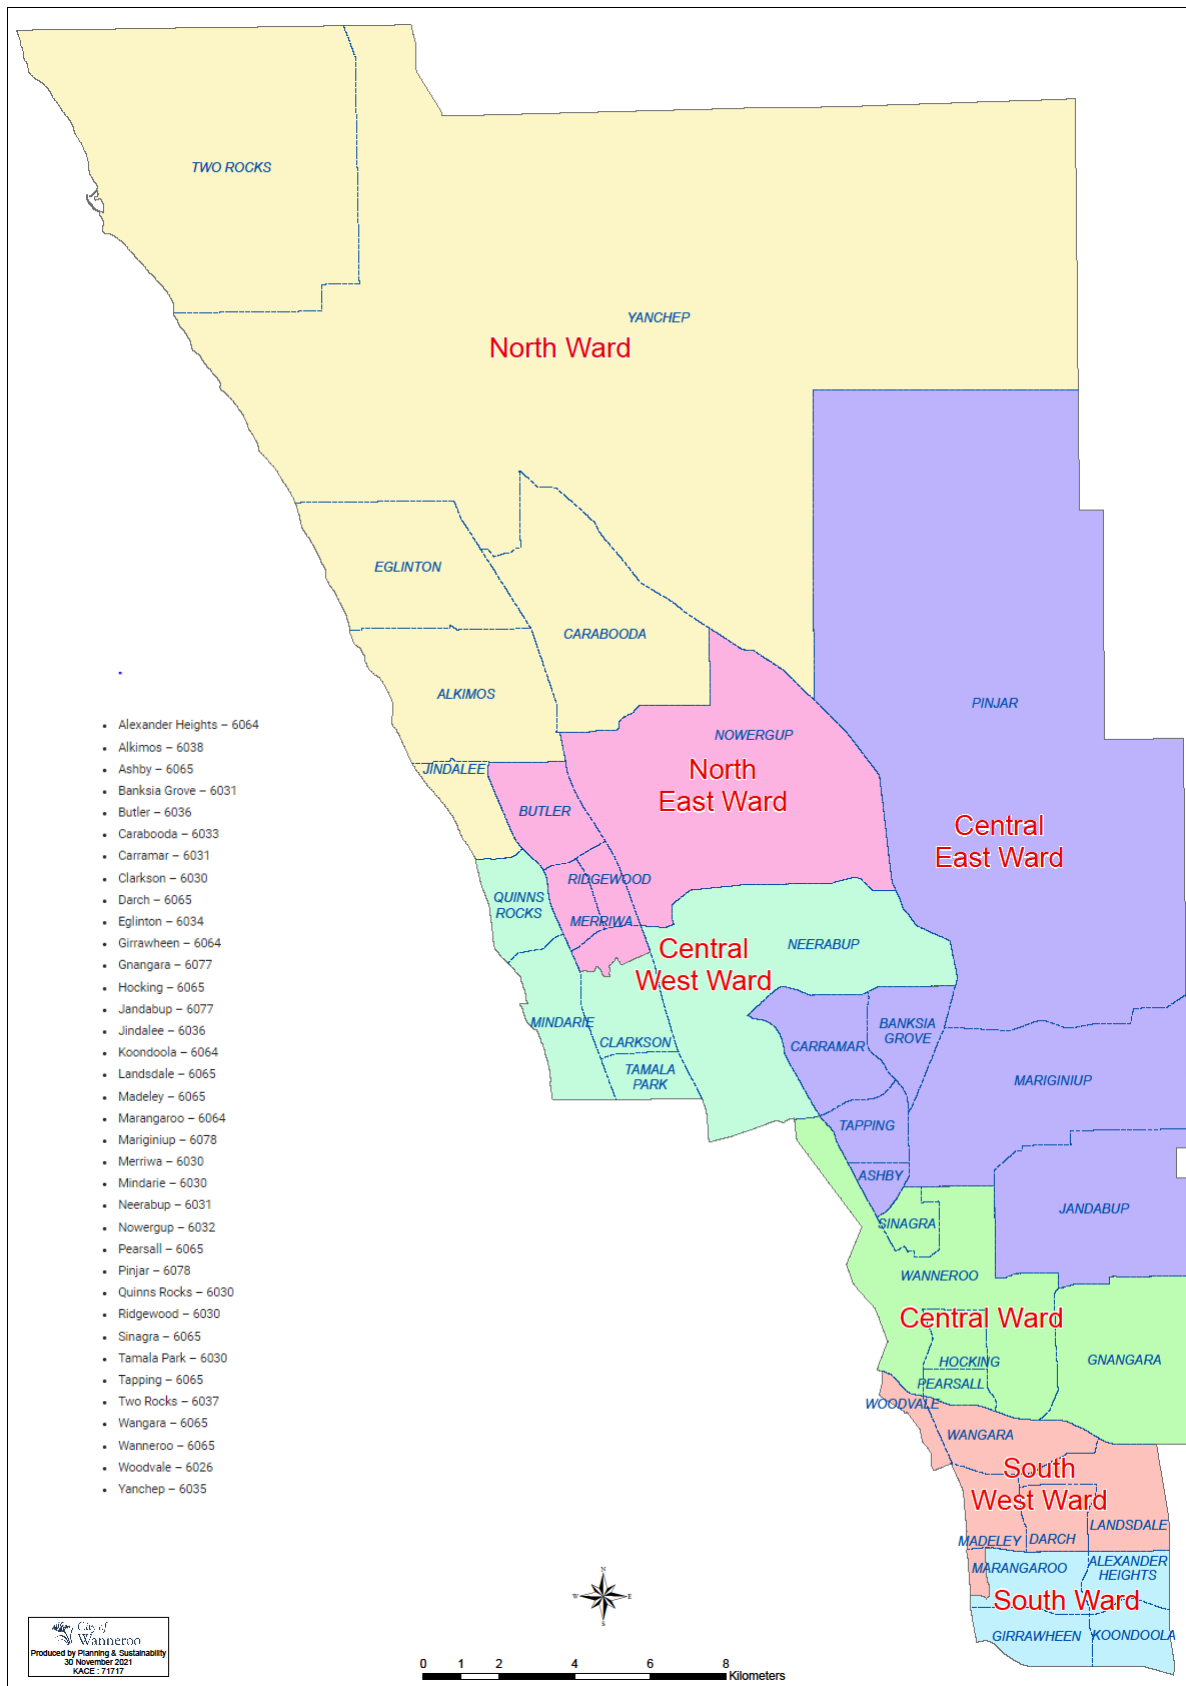 TWO ROCKS
YANCHEP
North Ward
EGLINTON
CARABOODA
ALKIMOS
PINJAR
NOWERGUP
JINDALEE
North
East Ward
BUTLER
Central
East Ward
RIDGEWOOD
QUINNS
ROCKS
MERRIWA
NEERABUP
Central
West Ward
MINDARIE
CLARKSON
TAMALA
PARK
BANKSIA
GROVE
CARRAMAR
MARIGINIUP
TAPPING
ASHBY
JANDABUP
SINAGRA
WANNEROO
Central Ward
HOCKING
GNANGARA
PEARSALL
WOODVALE
WANGARA
South
West Ward
LANDSDALE
MADELEY
DARCH
MARANGAROO
ALEXANDER
HEIGHTS
South Ward
GIRRAWHEEN
KOONDOOLA
• Alexander Heights – 6064
• Alkimos – 6038
• Ashby – 6065
• Banksia Grove – 6031
• Butler – 6036
• Carabooda – 6033
• Carramar – 6031
• Clarkson – 6030
• Darch – 6065
• Eglinton – 6034
• Girrawheen – 6064
• Gnangara – 6077
• Hocking – 6065
• Jandabup – 6077
• Jindalee – 6036
• Koondoola – 6064
• Landsdale – 6065
• Madeley – 6065
• Marangaroo – 6064
• Mariginiup – 6078
• Merriwa – 6030
• Mindarie – 6030
• Neerabup – 6031
• Nowergup – 6032
• Pearsall – 6065
• Pinjar – 6078
• Quinns Rocks – 6030
• Ridgewood – 6030
• Sinagra – 6065
• Tamala Park – 6030
• Tapping – 6065
• Two Rocks – 6037
• Wangara – 6065
• Wanneroo – 6065
• Woodvale – 6026
• Yanchep – 6035
N
W E
S
City of
Wanneroo
Produced by Planning & Sustainability
30 November 2021
KACE : 71717
0 1 2 4 6 8
Kilometers